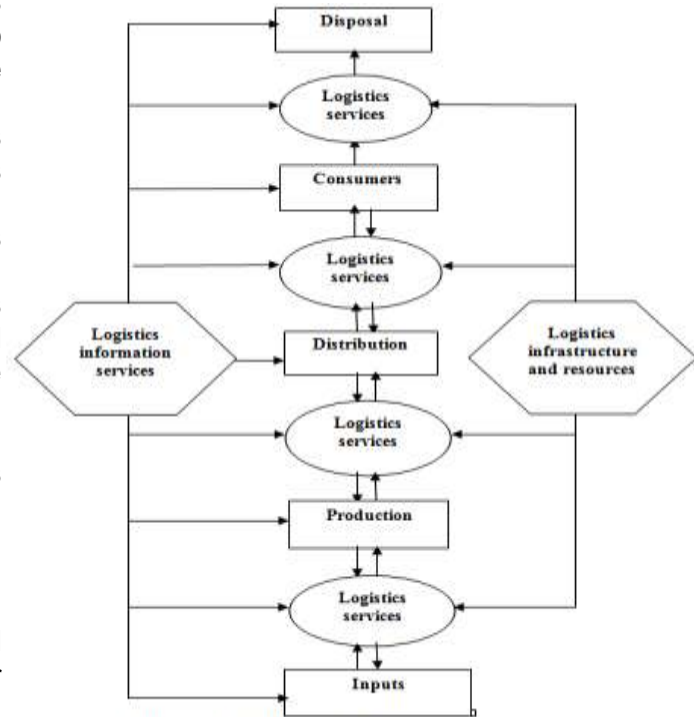 Disposal
Logistics
services
Consumers
Logistics
services
Logistics
information
services
Distribution
Logistics
infrastructure
and resources
Logistics
services
Production
Logistics
services
Inputs